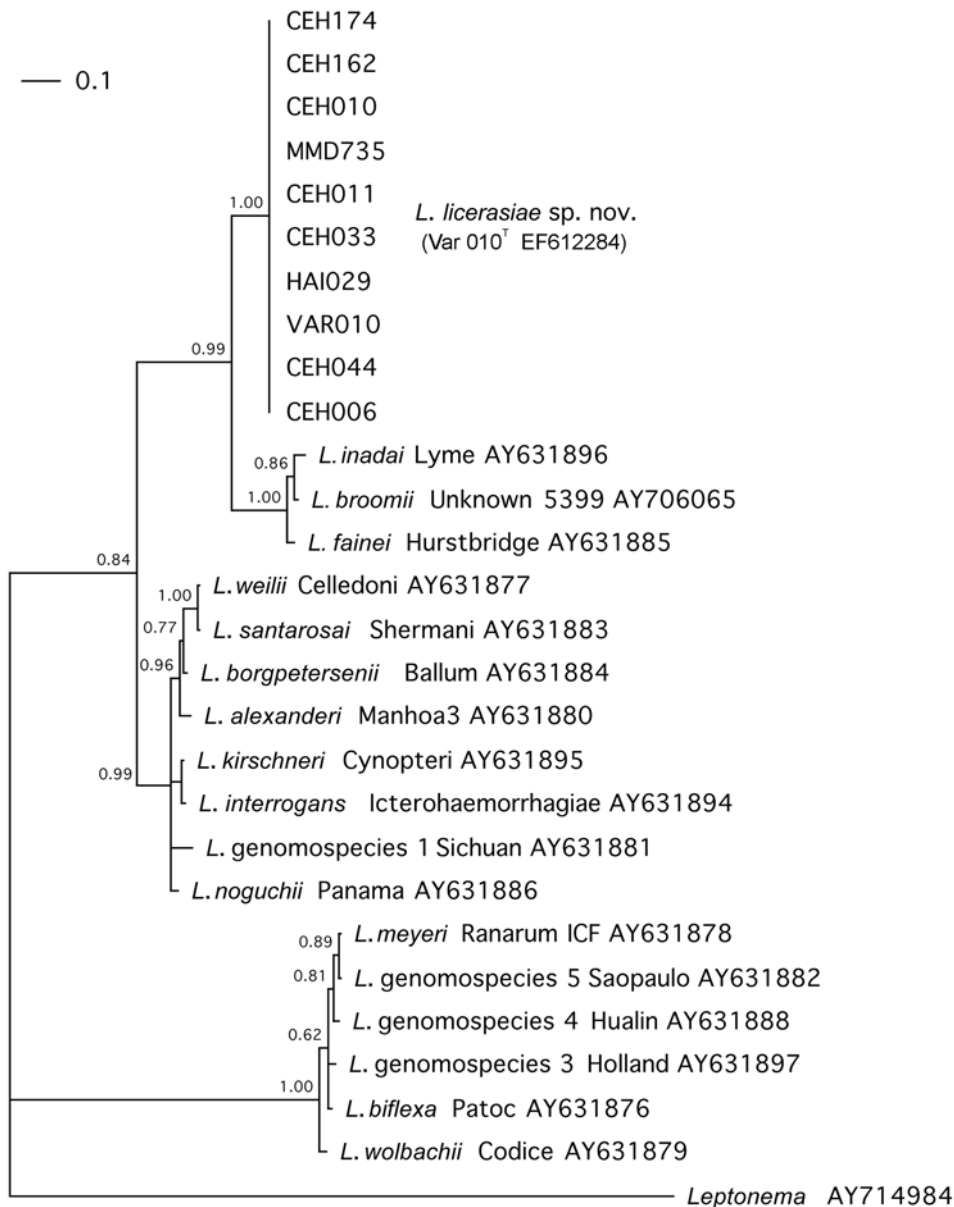 CEH174
CEH162
0.1
CEH010
MMD735
CEH011
1.00
L. licerasiae sp. nov.
CEH033
(Var 010T EF612284)
HAI029
VAR010
0.99
CEH044
CEH006
L. inadai Lyme AY631896
0.86
1.00
L. broomii Unknown 5399 AY706065
L. fainei Hurstbridge AY631885
0.84
L. weilii Celledoni AY631877
1.00
0.77
L. santarosai Shermani AY631883
0.96
L. borgpetersenii Ballum AY631884
L. alexanderi Manhoa3 AY631880
L. kirschneri Cynopteri AY631895
0.99
L. interrogans Icterohaemorrhagiae AY631894
L. genomospecies 1 Sichuan AY631881
L. noguchii Panama AY631886
0.89
L. meyeri Ranarum ICF AY631878
0.81
L. genomospecies 5 Saopaulo AY631882
L. genomospecies 4 Hualin AY631888
0.62
L. genomospecies 3 Holland AY631897
1.00
L. biflexa Patoc AY631876
L. wolbachii Codice AY631879
Leptonema AY714984